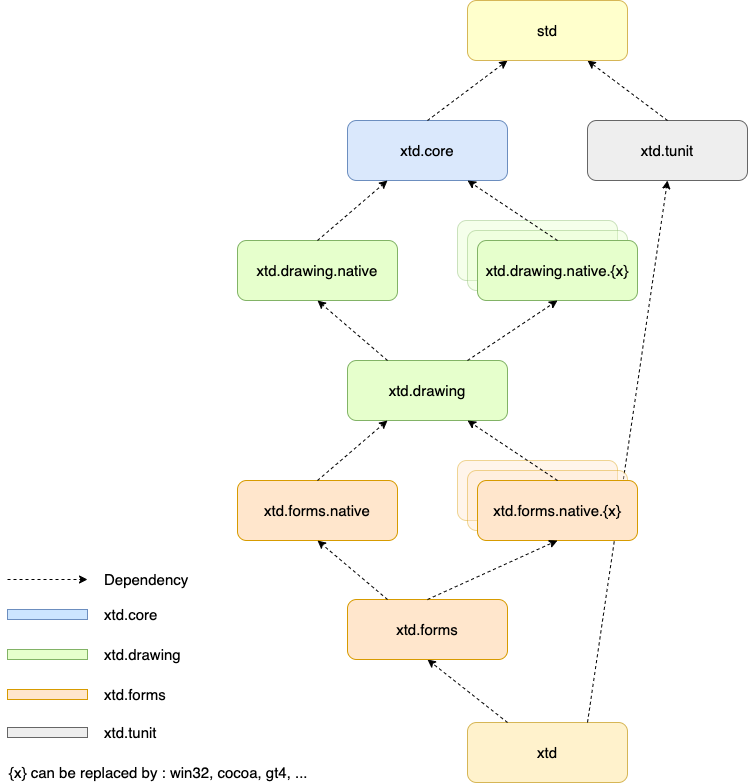 std
xtd.core
xtd.tunit
xtd.drawing.native
xtd.drawing.native.{x}
xtd.drawing
xtd.forms.native
xtd.forms.native.{x}
xtd.forms
xtd
Dependency
xtd.core
xtd.drawing
xtd.forms
xtd.tunit
{x} can be replaced by : win32, cocoa, gt4, ...